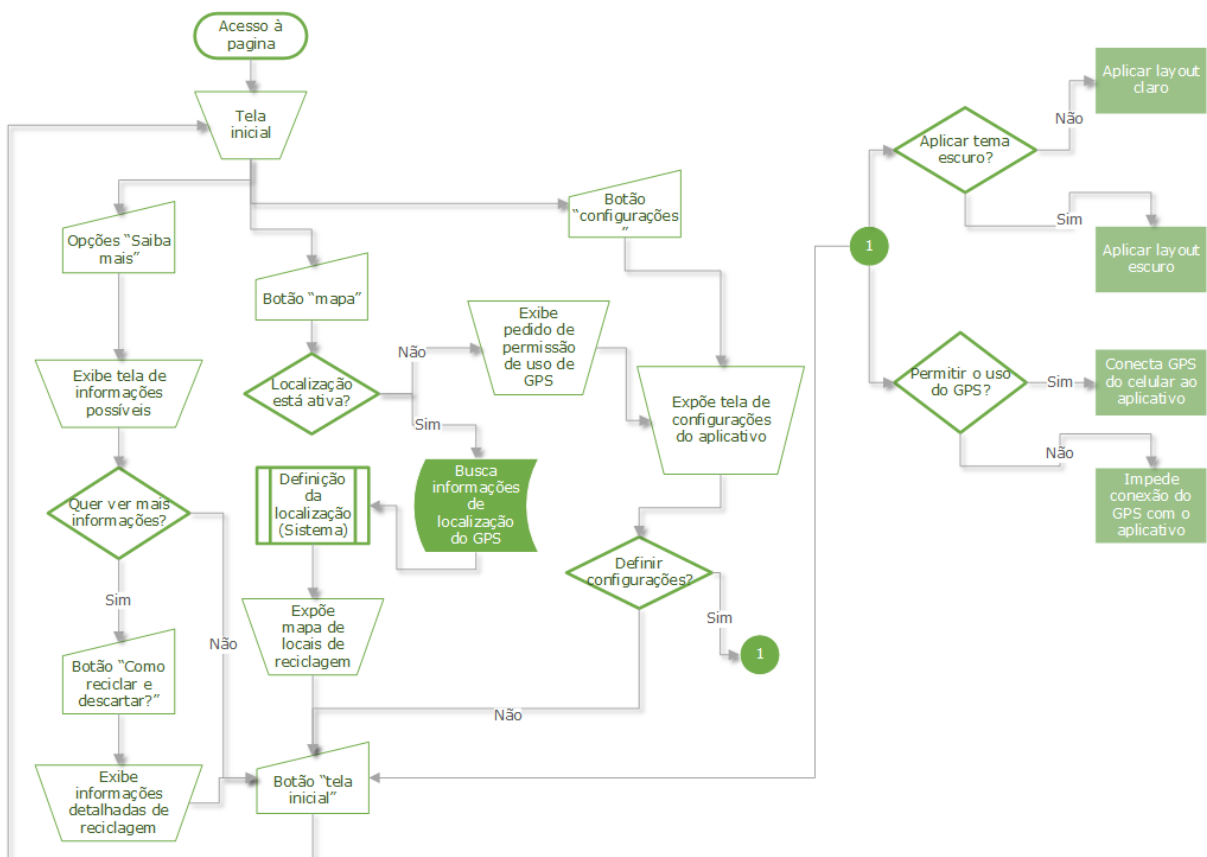 Acesso à
pagina
Tela
inicial
Opções “Saiba
mais”
Botão “mapa”
Botão
“configurações
”
Exibe tela de
informações
possíveis
Localização
está ativa?
Não
Sim
Exibe
pedido de
permissão
de uso de
GPS
Expõe tela de
configurações
do aplicativo
Quer ver mais
informações?
Sim
Não
Definição
da
localização
(Sistema)
Busca
informações
de
localização
do GPS
Definir
configurações?
Sim
1
Não
Expõe
mapa de
locais de
reciclagem
Botão “Como
reciclar e
descartar?”
Exibe
informações
detalhadas de
reciclagem
Botão “tela
inicial”
1
Aplicar tema
escuro?
Não
Aplicar layout
claro
Sim
Aplicar layout
escuro
Permitir o uso
do GPS?
Sim
Conecta GPS
do celular ao
aplicativo
Não
Impede
conexão do
GPS com o
aplicativo